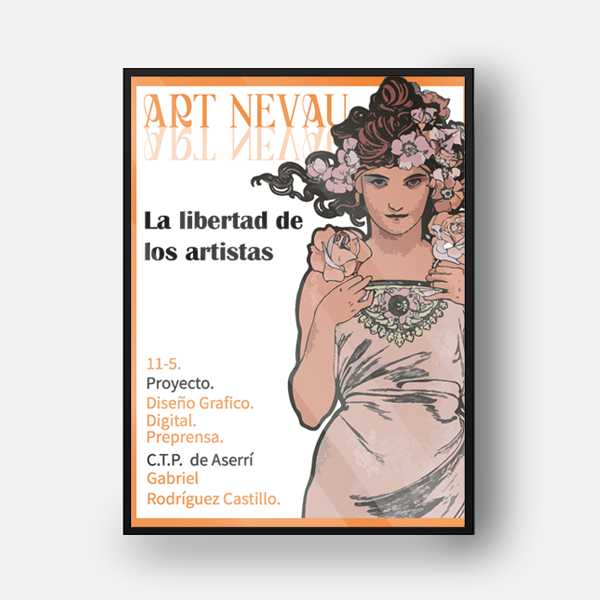 ART NEVAU
La libertad de
los artistas
11-5.
Proyecto.
Diseño Grafico.
Digital.
Preprensa.
C.T.P. de Aserrí
Gabriel
Rodríguez Castillo.